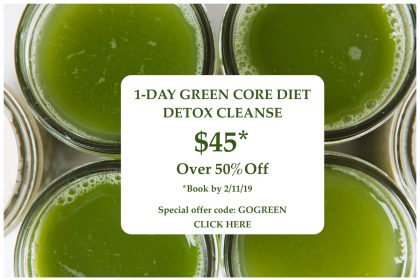 1-DAY GREEN CORE DIET
DETOX CLEANSE
$45*
Over 50% Off
*Book by 2/11/19
Special offer code: GOGREEN
CLICK HERE